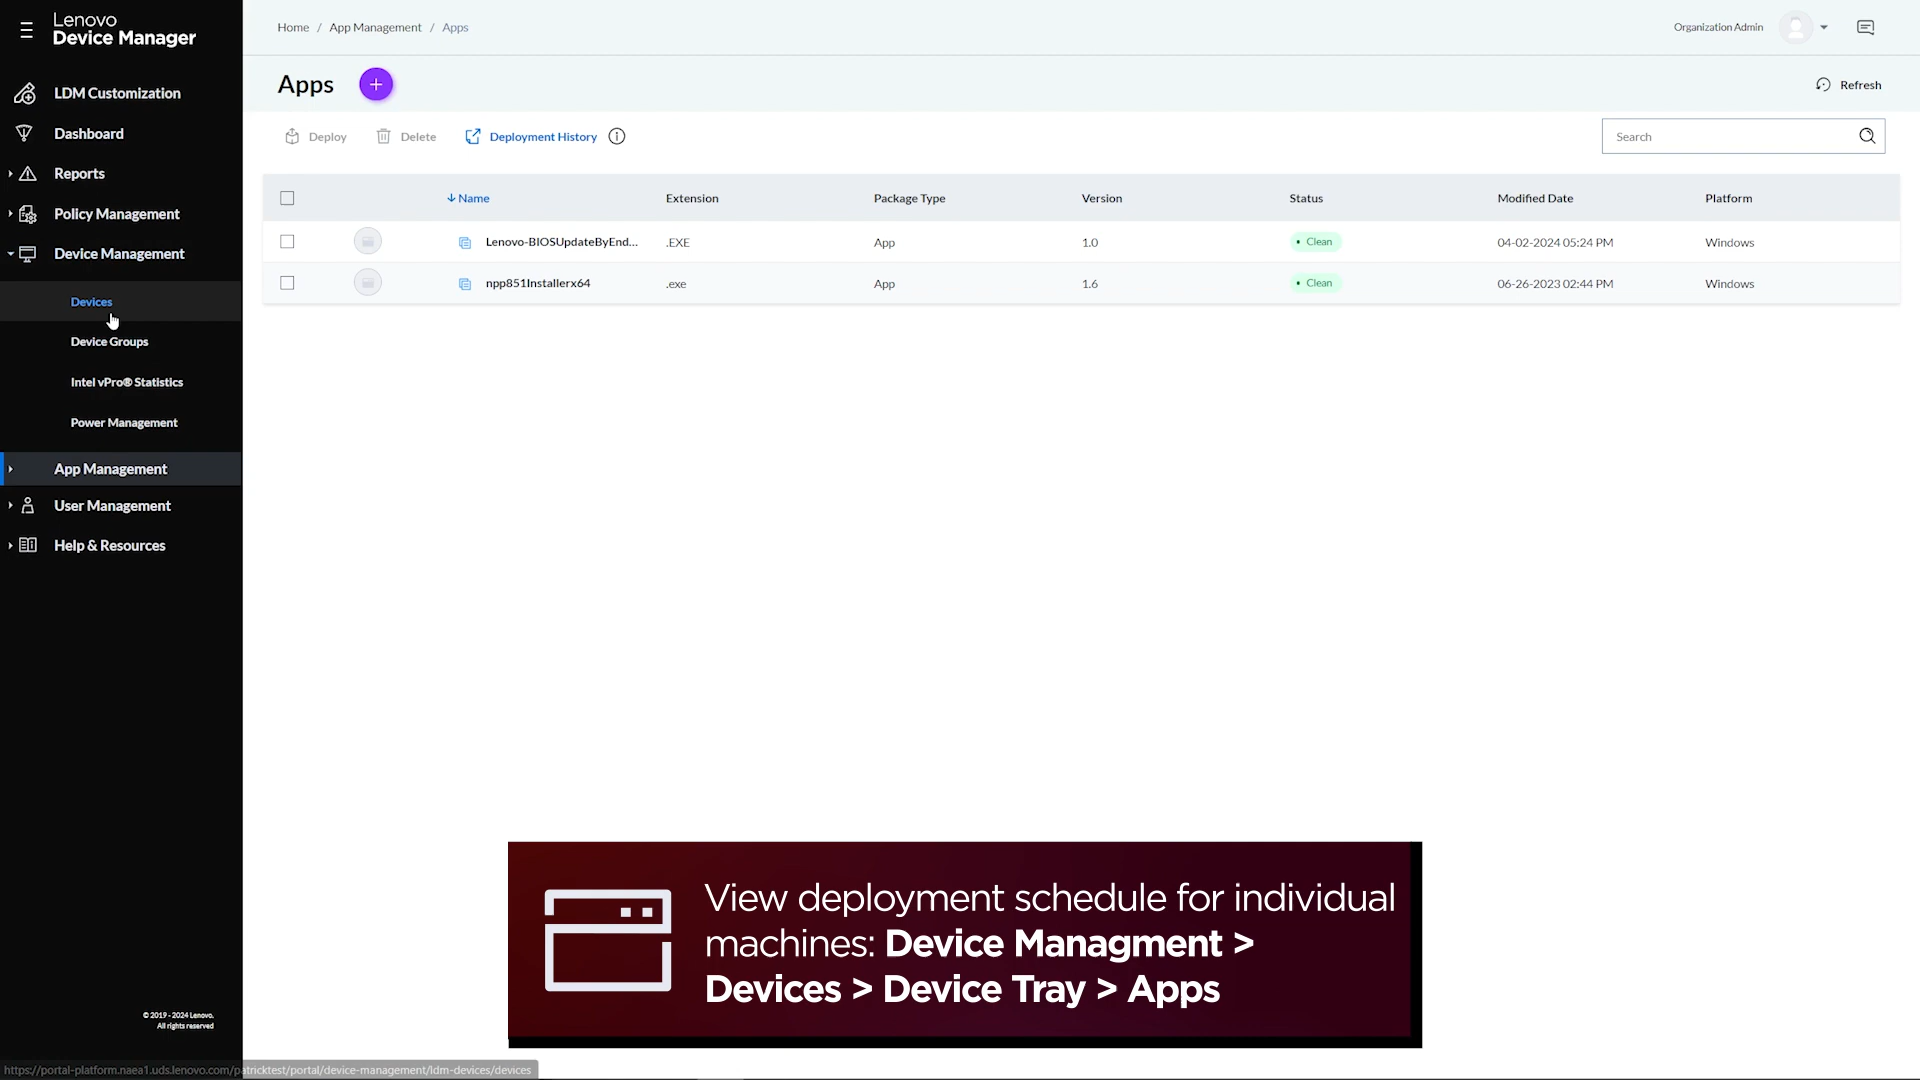 Lenovo
Device Manager
LDM Customization
Dashboard
Reports
Policy Management
Device Management
Devices
Device Groups
Intel vPro® Statistics
Power Management
App Management
User Management
Help & Resources
© 2019 - 2024 Lenovo.
All rights reserved
Home / App Management / Apps
Organization Admin
Apps
Refresh
Deploy Delete Deployment History
Search
Name Extension Package Type Version Status Modified Date Platform
Lenovo-BIOSUpdateByEnd... .EXE App 1.0 Clean 04-02-2024 05:24 PM Windows
npp851Installerx64 .exe App 1.6 Clean 06-26-2023 02:44 PM Windows
View deployment schedule for individual
machines: Device Managment >
Devices > Device Tray > Apps
https://portal-platform.naea1.uds.lenovo.com/patricktest/portal/device-management/ldm-devices/devices